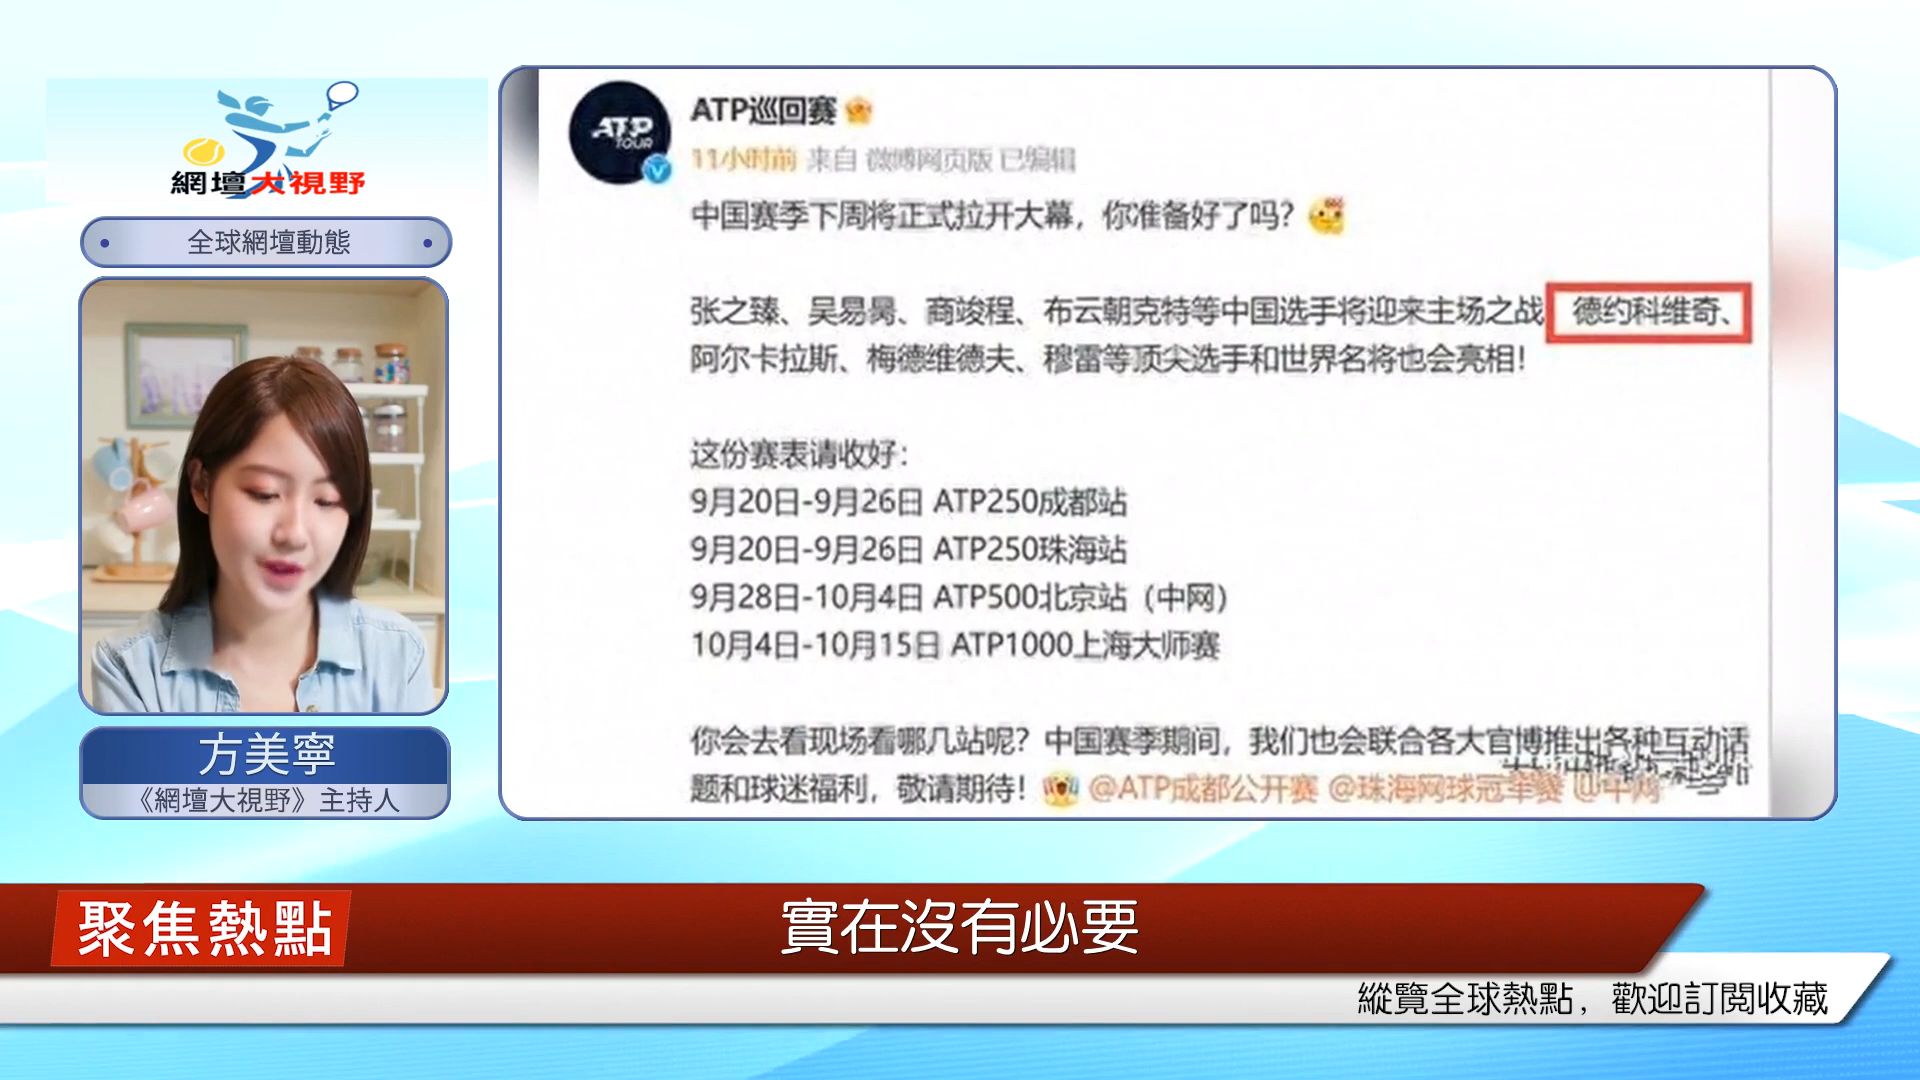 網壇大視野
全球網壇動態
方美寧
《網壇大視野》主持人
ATP TOUR
ATP巡回赛
11小时前 来自 微博网页版 已编辑
中国赛季下周将正式拉开大幕，你准备好了吗？
张之臻、吴易昺、商竣程、布云朝克特等中国选手将迎来主场之战 德约科维奇、
阿尔卡拉斯、梅德维德夫、穆雷等顶尖选手和世界名将也会亮相！
这份赛表请收好：
9月20日-9月26日 ATP250成都站
9月20日-9月26日 ATP250珠海站
9月28日-10月4日 ATP500北京站（中网）
10月4日-10月15日 ATP1000上海大师赛
你会去看现场看哪几站呢？中国赛季期间，我们也会联合各大官博推出各种互动话
题和球迷福利，敬请期待！ @ATP成都公开赛 @珠海网球冠军赛 @中网
聚焦熱點
實在沒有必要
縱覽全球熱點，歡迎訂閱收藏